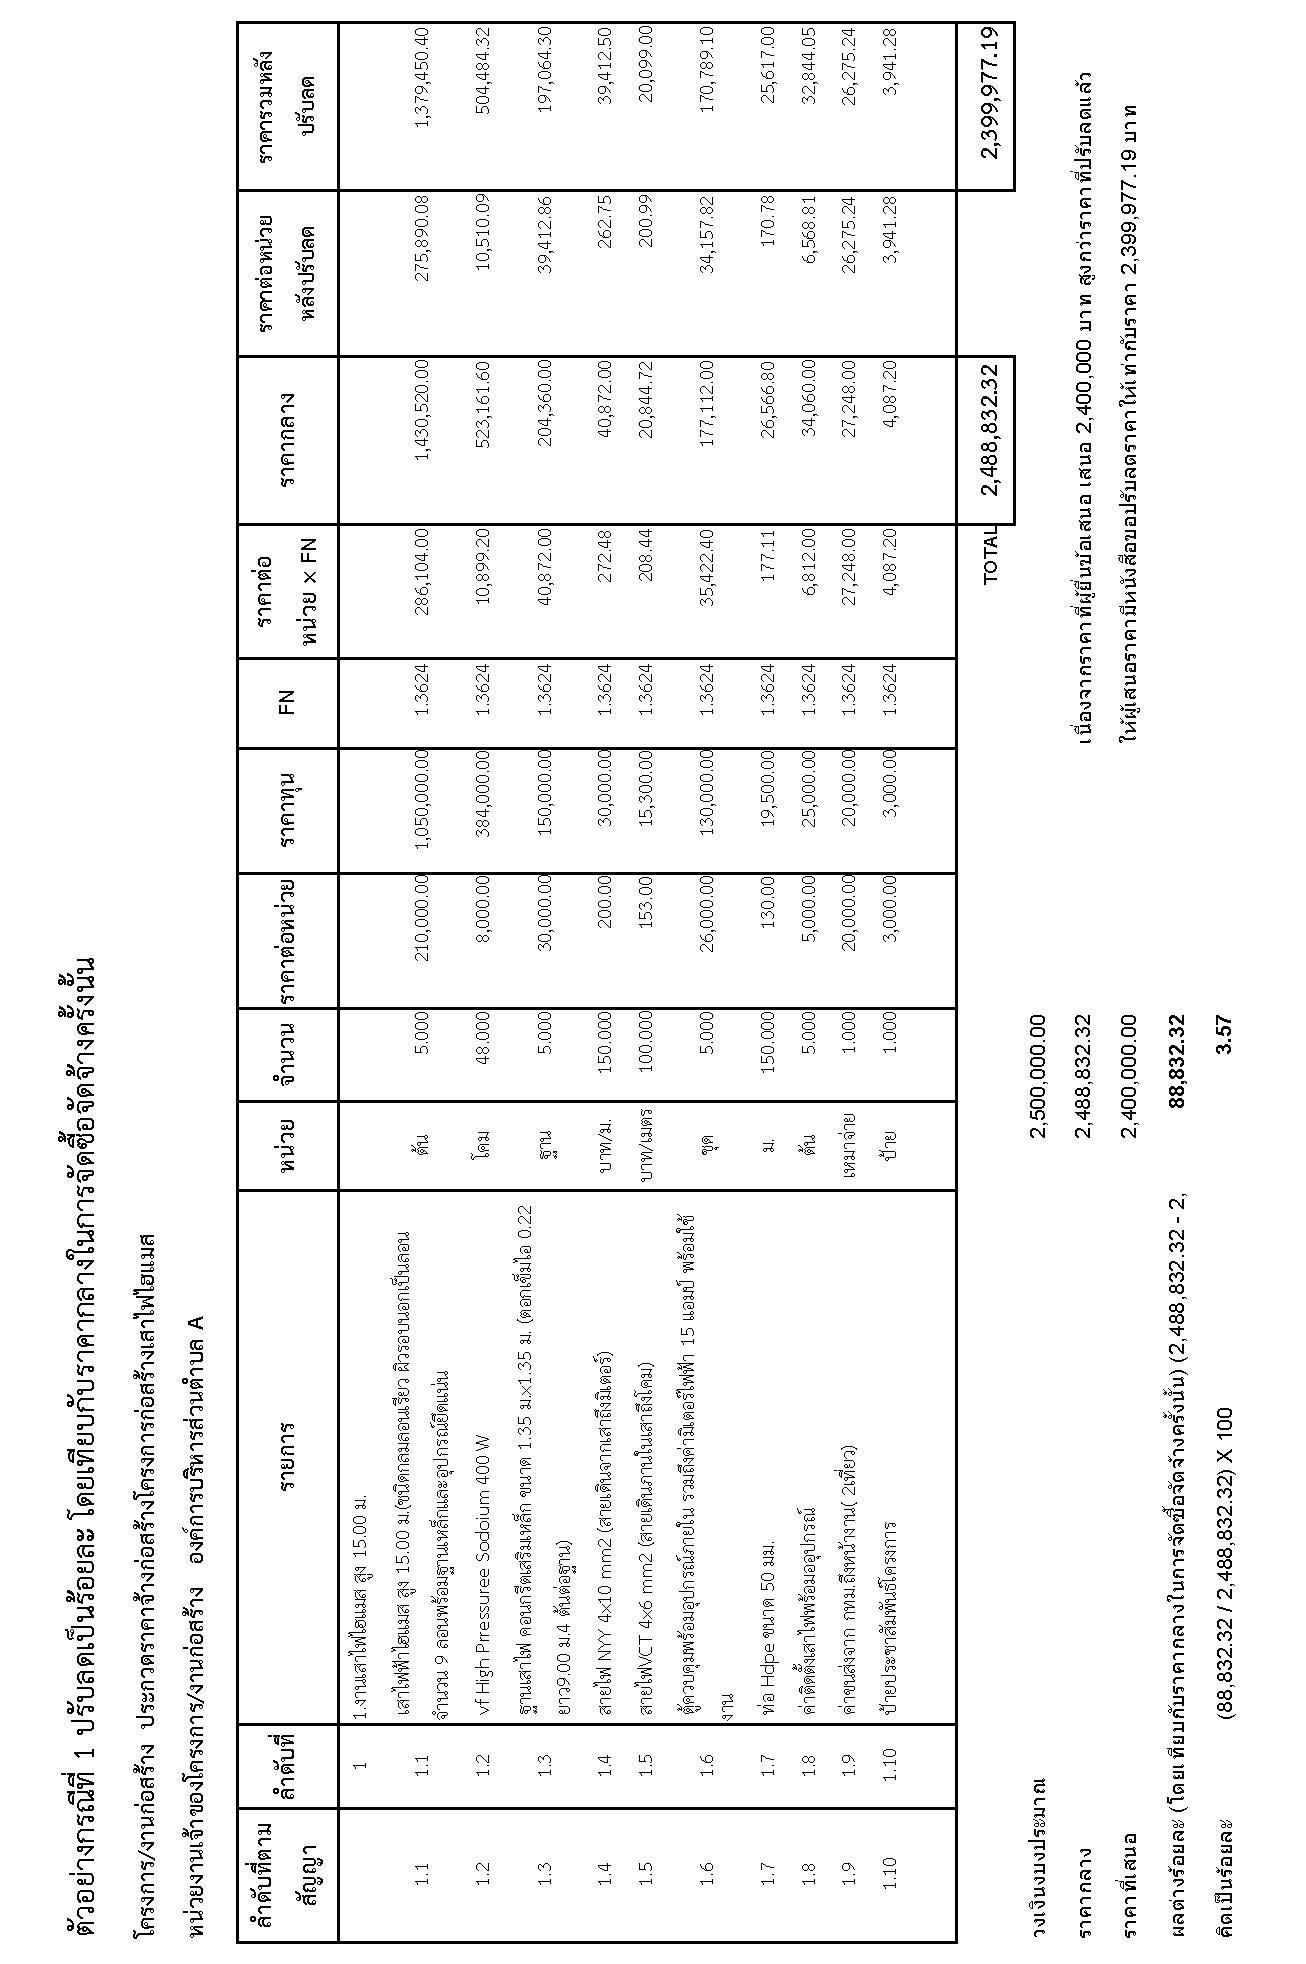 ตัวอย่างกรณีที่ 1 ปรับลดเป็นร้อยละ โดยเทียบกับราคากลางในการจัดซื้อจัดจ้างครั้งนั้น
โครงการ/งานก่อสร้าง ประกวดราคาจ้างก่อสร้างโครงการก่อสร้างเสาไฟไฮแมส
หน่วยงานเจ้าของโครงการ/งานก่อสร้าง องค์การบริหารส่วนตำบล A
ลำดับที่ตามสัญญา ลำดับที่ รายการ หน่วย จำนวน ราคาต่อหน่วย ราคาทุน FN ราคาต่อหน่วย x FN ราคากลาง ราคาต่อหน่วยหลังปรับลด ราคารวมหลังปรับลด
1 1.งานเสาไฟไฮแมส สูง 15.00 ม.
1.1 1.1 เสาไฟฟ้าไฮแมส สูง 15.00 ม.(ชนิดกลมลอนเรียว ผิวรอบนอกเป็นลอน ต้น 5.000 210,000.00 1,050,000.00 1.3624 286,104.00 1,430,520.00 275,890.08 1,379,450.40
จำนวน 9 ลอนพร้อมฐานเหล็กและอุปกรณ์ยึดแน่น
1.2 1.2 vf High Prressuree Sodoium 400 W โคม 48.000 8,000.00 384,000.00 1.3624 10,899.20 523,161.60 10,510.09 504,484.32
1.3 1.3 ฐานเสาไฟ คอนกรีตเสริมเหล็ก ขนาด 1.35 ม.x1.35 ม. (ตอกเข็มไอ 0.22 ฐาน 5.000 30,000.00 150,000.00 1.3624 40,872.00 204,360.00 39,412.86 197,064.30
ยาว9.00 ม.4 ต้นต่อฐาน)
1.4 1.4 สายไฟ NYY 4x10 mm2 (สายเดินจากเสาถึงมิเตอร์) บาท/ม. 150.000 200.00 30,000.00 1.3624 272.48 40,872.00 262.75 39,412.50
1.5 1.5 สายไฟVCT 4x6 mm2 (สายเดินภานในเสาถึงโคม) บาท/เมตร 100.000 153.00 15,300.00 1.3624 208.44 20,844.72 200.99 20,099.00
1.6 1.6 ตู้ควบคุมพร้อมอุปกรณ์ภายใน รวมถึงค่ามิเตอร์ไฟฟ้า 15 แอมป์ พร้อมใช้ ชุด 5.000 26,000.00 130,000.00 1.3624 35,422.40 177,112.00 34,157.82 170,789.10
งาน
1.7 1.7 ท่อ Hdpe ขนาด 50 มม. ม. 150.000 130.00 19,500.00 1.3624 177.11 26,566.80 170.78 25,617.00
1.8 1.8 ค่าติดตั้งเสาไฟพร้อมออุปกรณ์ ต้น 5.000 5,000.00 25,000.00 1.3624 6,812.00 34,060.00 6,568.81 32,844.05
1.9 1.9 ค่าขนส่งจาก กทม.ถึงหน้างาน( 2เที่ยว) เหมาจ่าย 1.000 20,000.00 20,000.00 1.3624 27,248.00 27,248.00 26,275.24 26,275.24
1.10 1.10 ป้ายประชาสัมพันธ์โครงการ ป้าย 1.000 3,000.00 3,000.00 1.3624 4,087.20 4,087.20 3,941.28 3,941.28
TOTAL 2,488,832.32 2,399,977.19
วงเงินงบงประมาณ 2,500,000.00
ราคากลาง 2,488,832.32 เนื่องจากราคาที่ผู้ยื่นข้อเสนอ เสนอ 2,400,000 บาท สูงกว่าราคาที่ปรับลดแล้ว
ราคาที่เสนอ 2,400,000.00 ให้ผู้เสนอราคามีหนังสือขอปรับลดราคาให้เท่ากับราคา 2,399,977.19 บาท
ผลต่างร้อยละ (โดยเทียบกับราคากลางในการจัดซื้อจัดจ้างครั้งนั้น) (2,488,832.32 - 2, 88,832.32
คิดเป็นร้อยละ (88,832.32 / 2,488,832.32) X 100 3.57